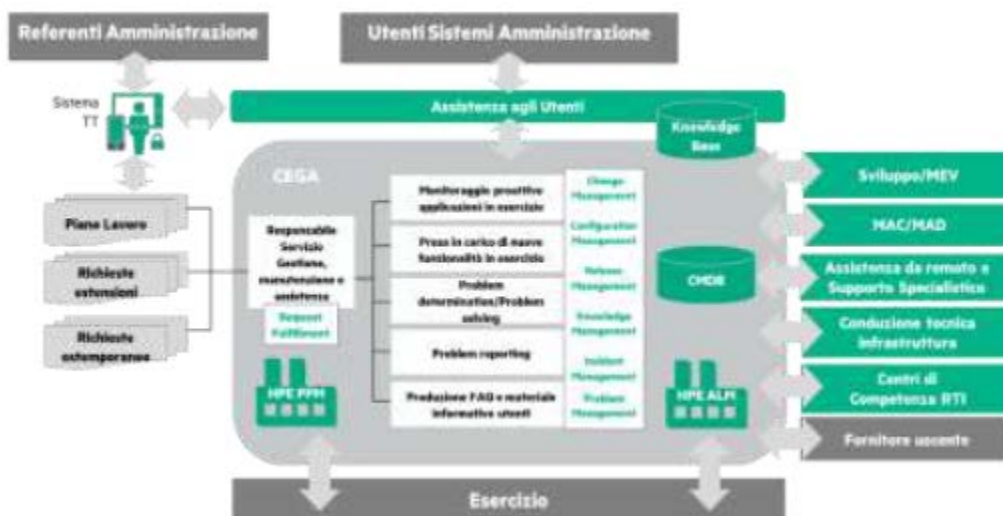 Referenti Amministrazione
Utenti Sistemi Amministrazione
Sistema
TT
Assistenza agli Utenti
Knowledge
Base
CEGA
Piano Lavoro
Richieste
estensioni
Richieste
estemporanee
Responsabile
Servizio
Gestione,
manutenzione e
assistenza
Request
Fulfillment
HPE PPM
Monitoraggio proattivo
applicazioni in esercizio
Presa in carico di nuove
funzionalità in esercizio
Problem
determination/Problem
solving
Problem reporting
Produzione FAQ e materiale
informativo utenti
Change
Management
Configuration
Management
Release
Management
Knowledge
Management
Incident
Management
Problem
Management
CMDB
HPE ALM
Sviluppo/MEV
MAC/MAD
Assistenza da remoto e
Supporto Specialistico
Conduzione tecnica
infrastruttura
Centri di
Competenza RTI
Fornitore uscente
Esercizio